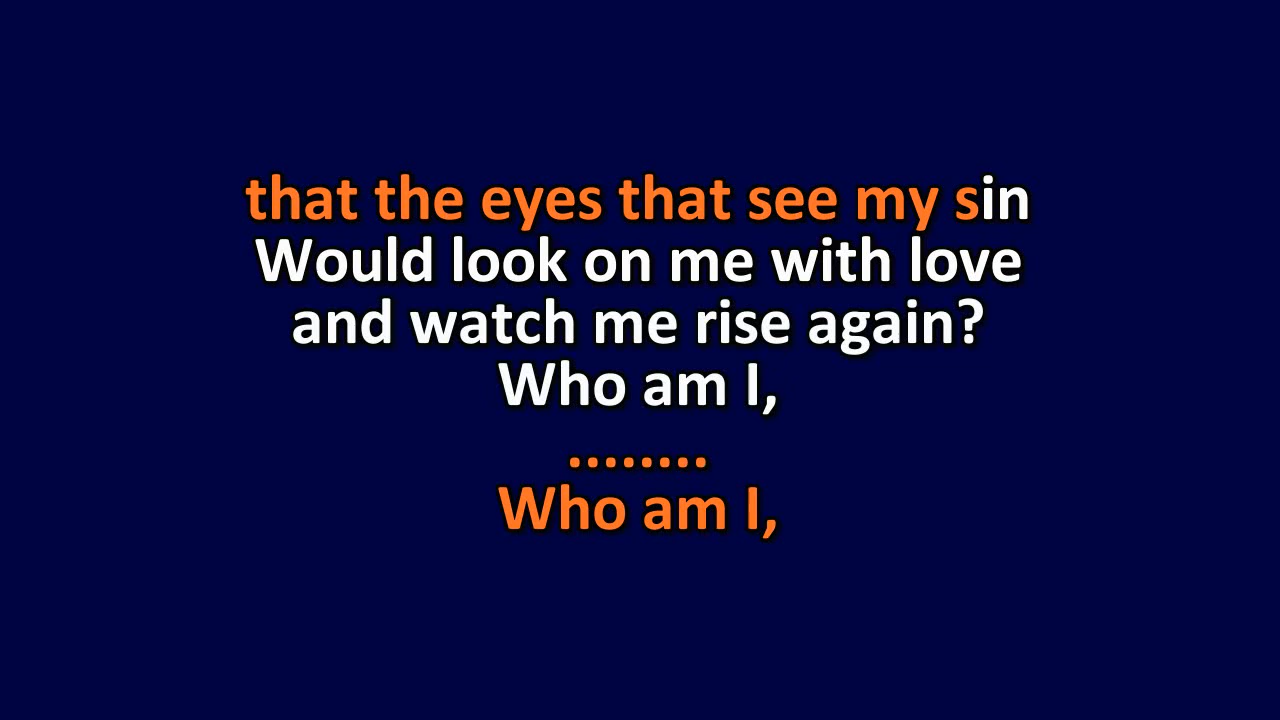 that the eyes that see my sin
Would look on me with love
and watch me rise again?
Who am I,
........
Who am I,